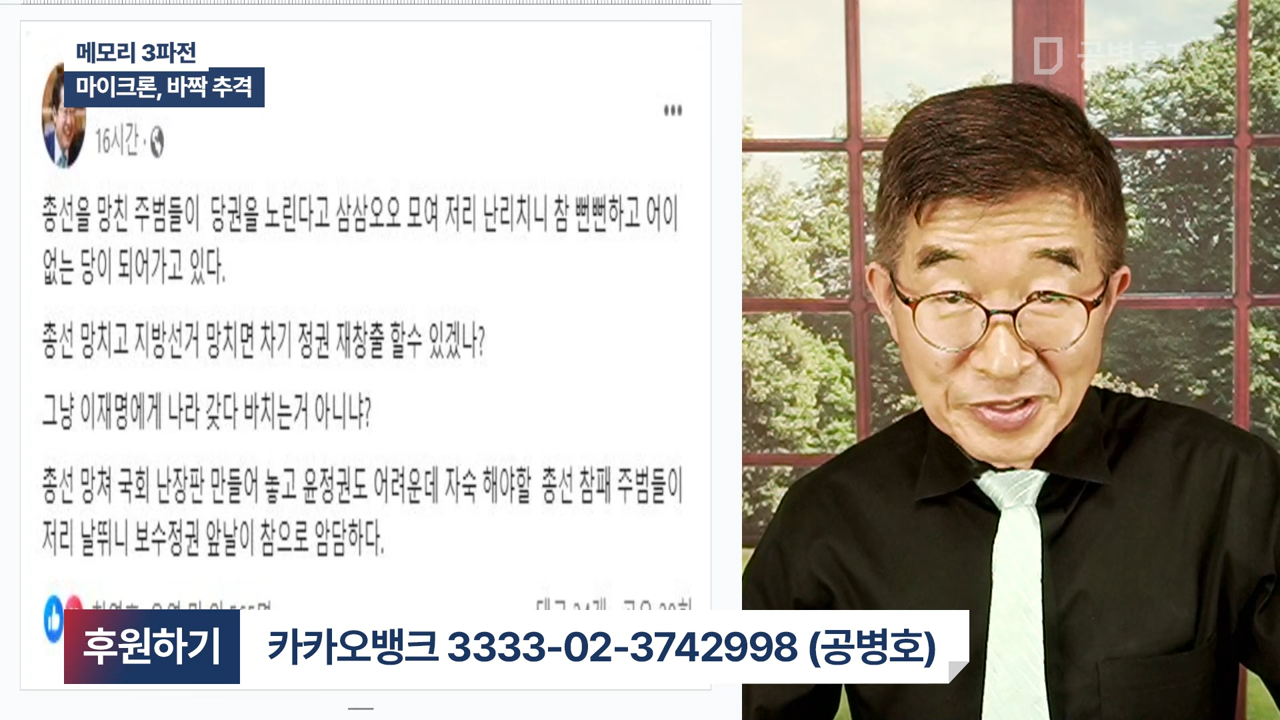 메모리 3파전
마이크론, 바짝 추격
공병호TV
16시간
총선을 망친 주범들이 당권을 노린다고 삼삼오오 모여 저리 난리치니 참 뻔뻔하고 어이
없는 당이 되어가고 있다.
총선 망치고 지방선거 망치면 차기 정권 재창출 할수 있겠나?
그냥 이재명에게 나라 갖다 바치는거 아니냐?
총선 망쳐 국회 난장판 만들어 놓고 윤정권도 어려운데 자숙 해야할 총선 참패 주범들이
저리 날뛰니 보수정권 앞날이 참으로 암담하다.
후원하기
카카오뱅크 3333-02-3742998 (공병호)